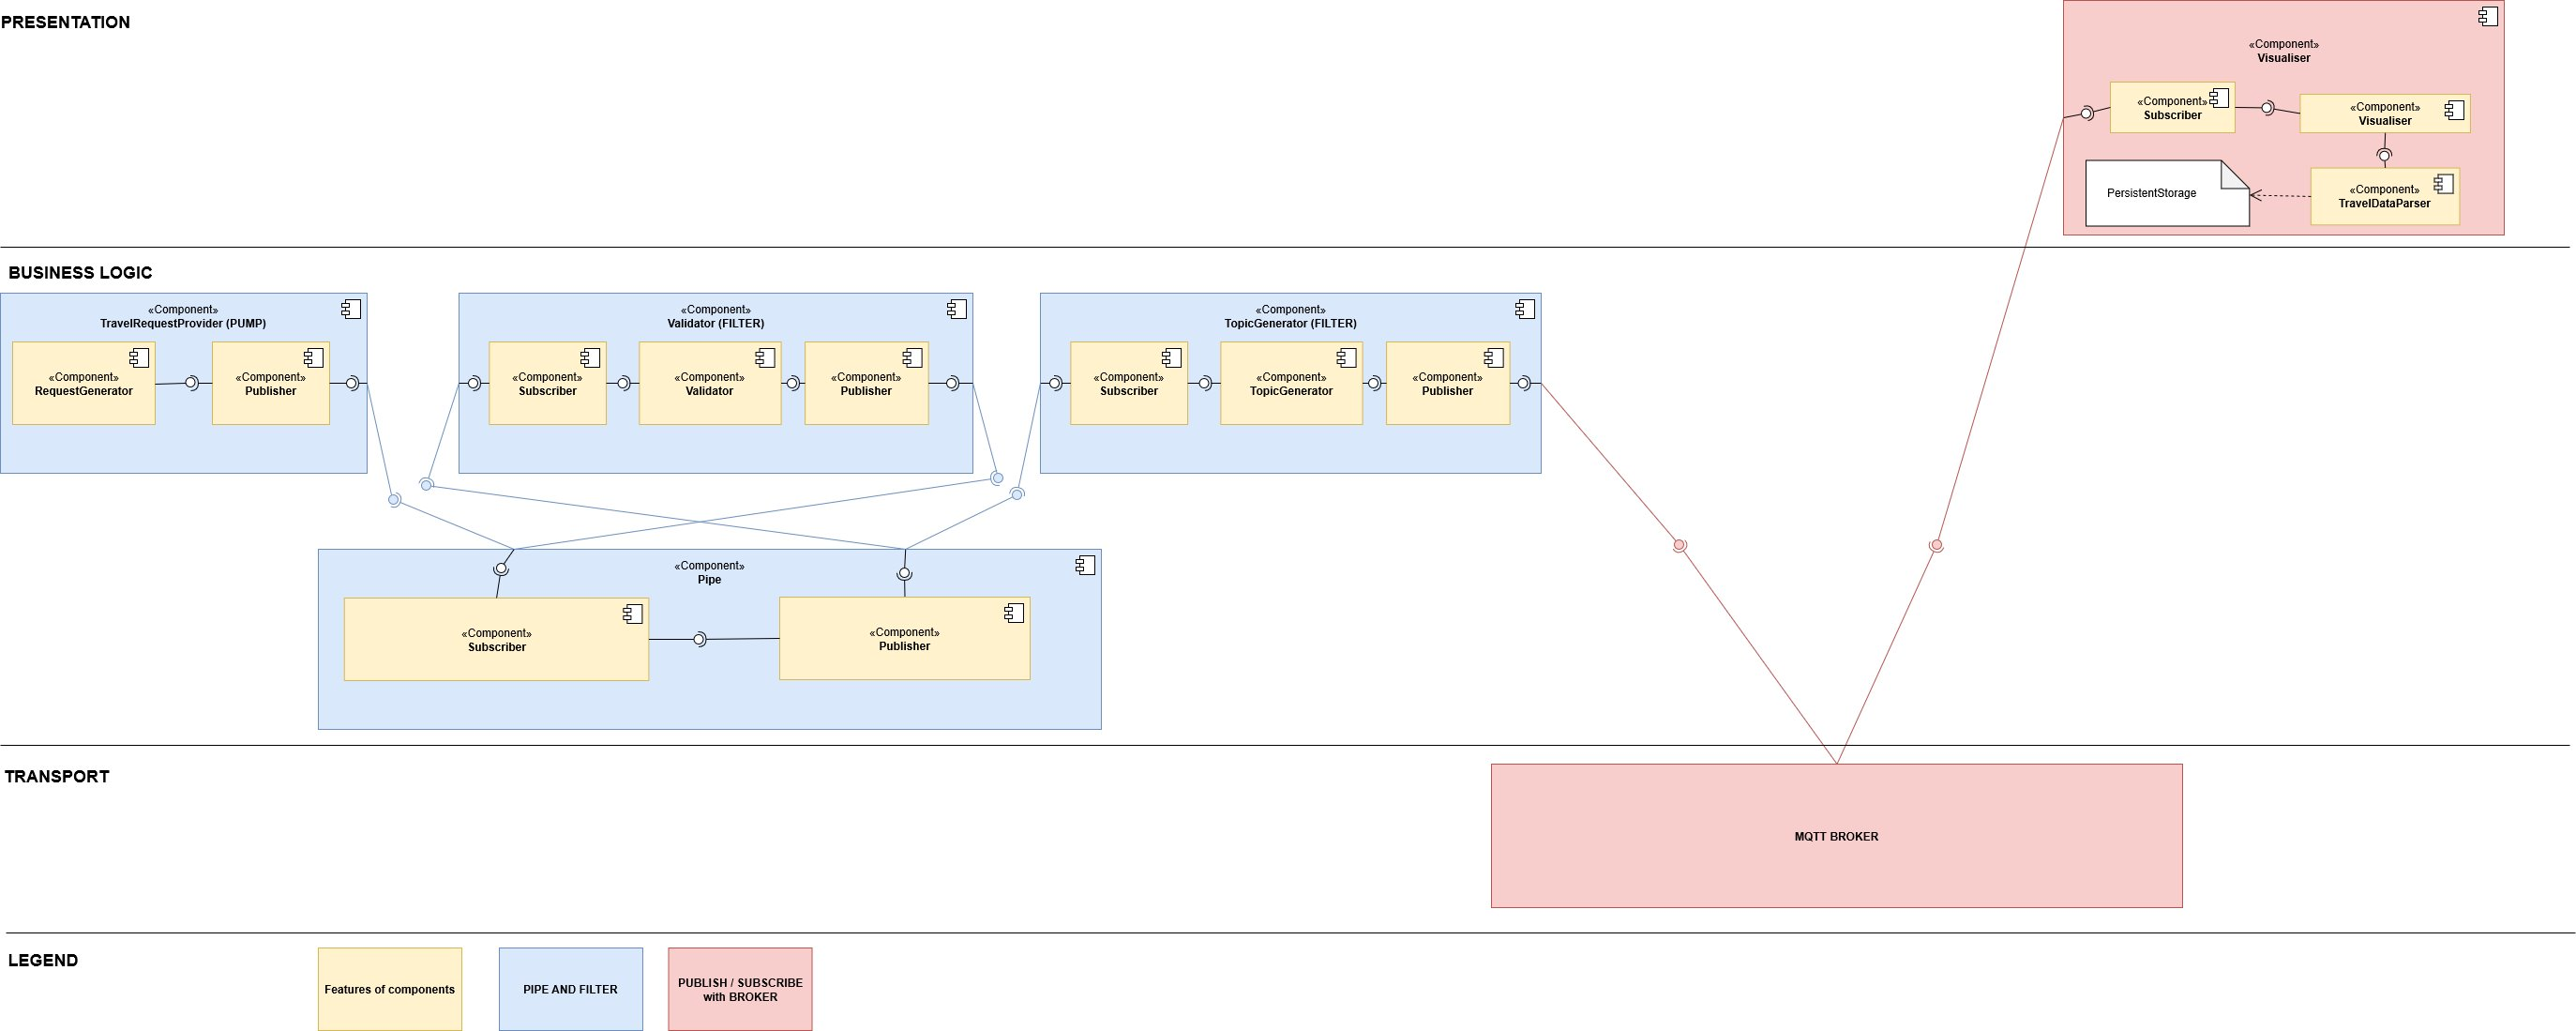 PRESENTATION
«Component»
Visualiser
«Component»
Subscriber
«Component»
Visualiser
PersistentStorage
«Component»
TravelDataParser
BUSINESS LOGIC
«Component»
TravelRequestProvider (PUMP)
«Component»
RequestGenerator
«Component»
Publisher
«Component»
Validator (FILTER)
«Component»
Subscriber
«Component»
Validator
«Component»
Publisher
«Component»
TopicGenerator (FILTER)
«Component»
Subscriber
«Component»
TopicGenerator
«Component»
Publisher
«Component»
Pipe
«Component»
Subscriber
«Component»
Publisher
TRANSPORT
MQTT BROKER
LEGEND
Features of components
PIPE AND FILTER
PUBLISH / SUBSCRIBE
with BROKER